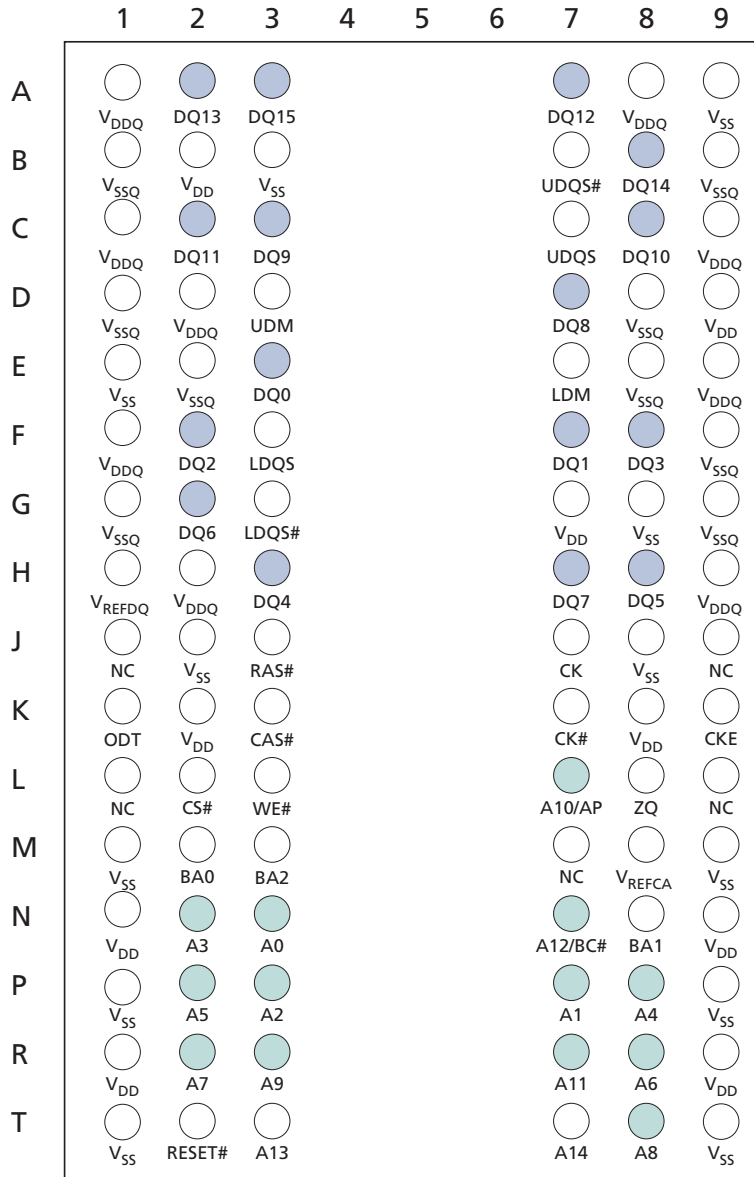 1 2 3 4 5 6 7 8 9
A
VDDQ DQ13 DQ15 DQ12 VDDQ VSS
B
VSSQ VDD VSS UDQS# DQ14 VSSQ
C
VDDQ DQ11 DQ9 UDQS DQ10 VDDQ
D
VSSQ VDDQ UDM DQ8 VSSQ VDD
E
VSS VSSQ DQ0 LDM VSSQ VDDQ
F
VDDQ DQ2 LDQS DQ1 DQ3 VSSQ
G
VSSQ DQ6 LDQS# VDD VSS VSSQ
H
VREFDQ VDDQ DQ4 DQ7 DQ5 VDDQ
J
NC VSS RAS# CK VSS NC
K
ODT VDD CAS# CK# VDD CKE
L
NC CS# WE# A10/AP ZQ NC
M
VSS BA0 BA2 NC VREFCA VSS
N
VDD A3 A0 A12/BC# BA1 VDD
P
VSS A5 A2 A1 A4 VSS
R
VDD A7 A9 A11 A6 VDD
T
VSS RESET# A13 A14 A8 VSS